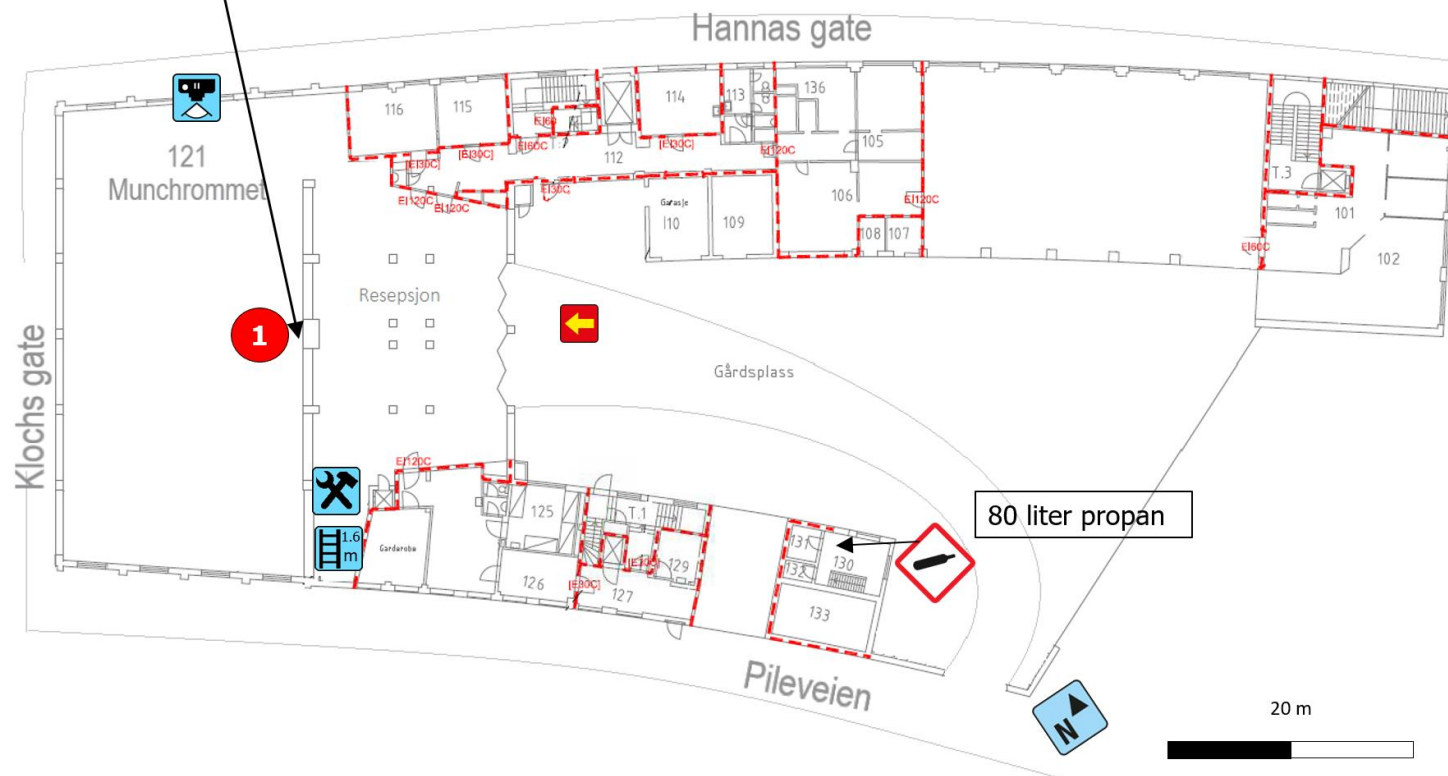 Hannas gate
116
115
114
113
136
EI60
EI60C
[EI30C]
[EI30C]
EI120C
105
121
Munchrommet
EI30C]
112
T.3
EI120C
EI120C
EI30C
Garasje
110
109
106
EI120C
101
108
107
EI60C
102
Resepsjon
1
Klochs gate
Gårdsplass
EI120C
125
T.1
80 liter propan
1.6
m
Garderobe
131
130
132
[EI30C]
129
126
[EI30C]
127
133
Pileveien
N
20 m